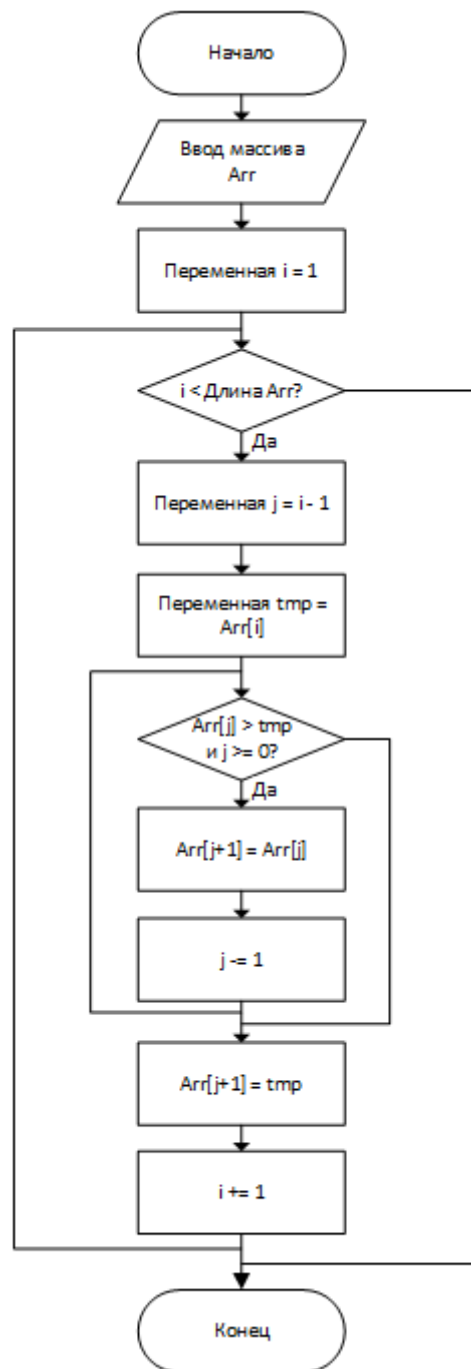 Начало
Ввод массива
Arr
Переменная i = 1
i < Длина Arr?
Да
Переменная j = i - 1
Переменная tmp =
Arr[i]
Arr[j] > tmp
и j >= 0?
Да
Arr[j+1] = Arr[j]
j -= 1
Arr[j+1] = tmp
i += 1
Конец